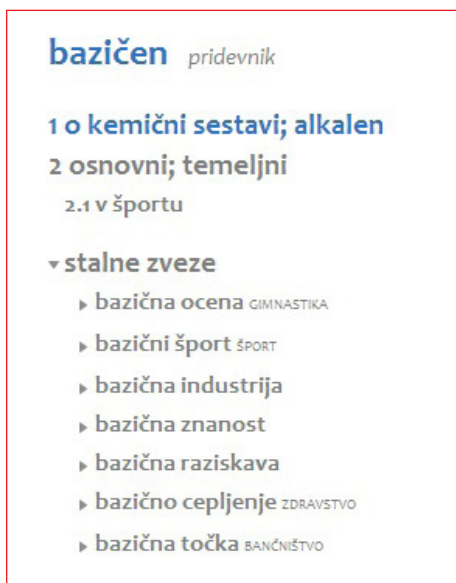 bazičen pridevnik
1 o kemični sestavi; alkalen
2 osnovni; temeljni
2.1 v športu
stalne zveze
bazična ocena GIMNASTIKA
bazični šport ŠPORT
bazična industrija
bazična znanost
bazična raziskava
bazično cepljenje ZDRAVSTVO
bazična točka BANČNIŠTVO